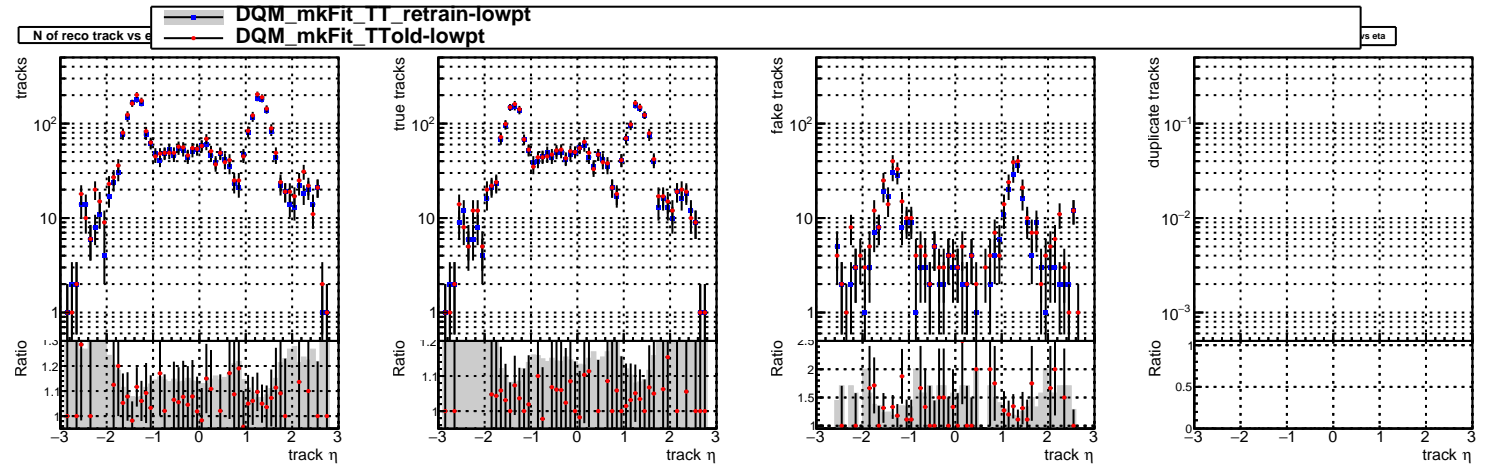 DQM_mkFit_TT_retrain-lowpt
DQM_mkFit_TTold-lowpt
N of reco track vs e
vs eta
tracks
10²
10
1
Ratio
1.3
1.2
1.1
1
−3 −2 −1 0 1 2 3
track η
true tracks
10²
10
1
Ratio
1.2
1.1
1
−3 −2 −1 0 1 2 3
track η
fake tracks
10²
10
1
Ratio
2.5
2
1.5
1
−3 −2 −1 0 1 2 3
track η
duplicate tracks
10⁻¹
10⁻²
10⁻³
Ratio
1
0.5
0
−3 −2 −1 0 1 2 3
track η